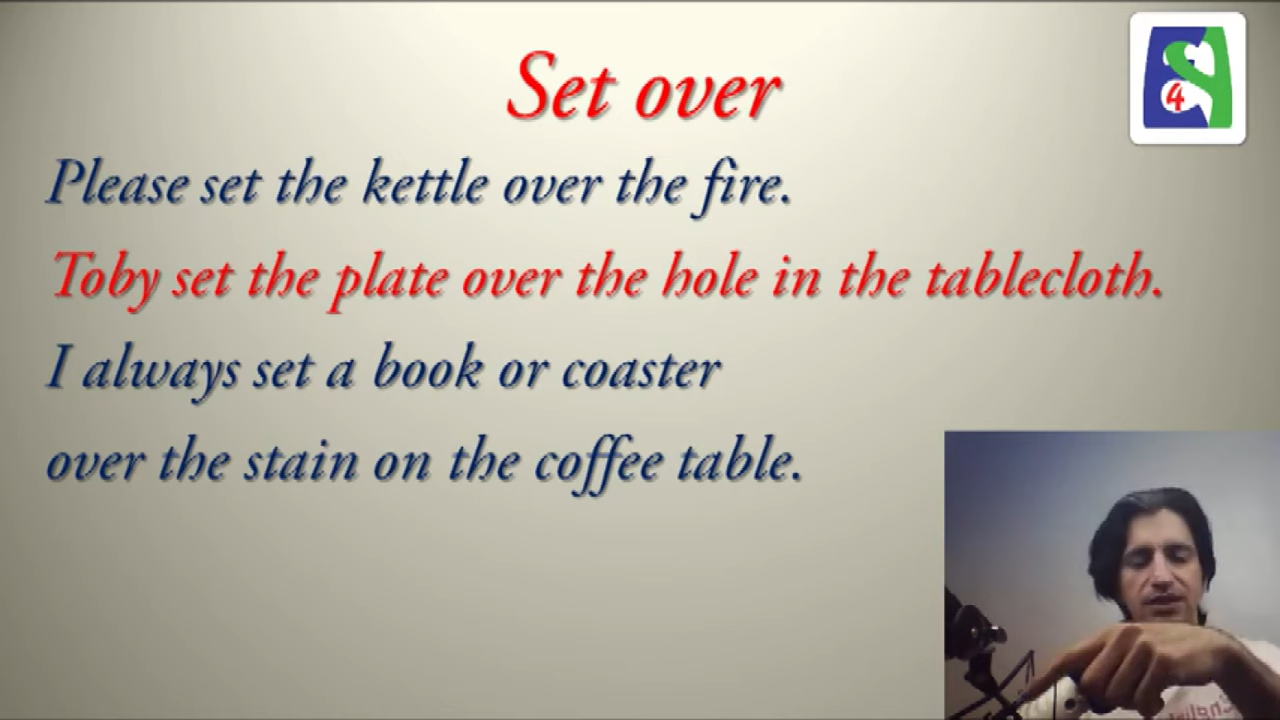 Set over
4
Please set the kettle over the fire.
Toby set the plate over the hole in the tablecloth.
I always set a book or coaster
over the stain on the coffee table.